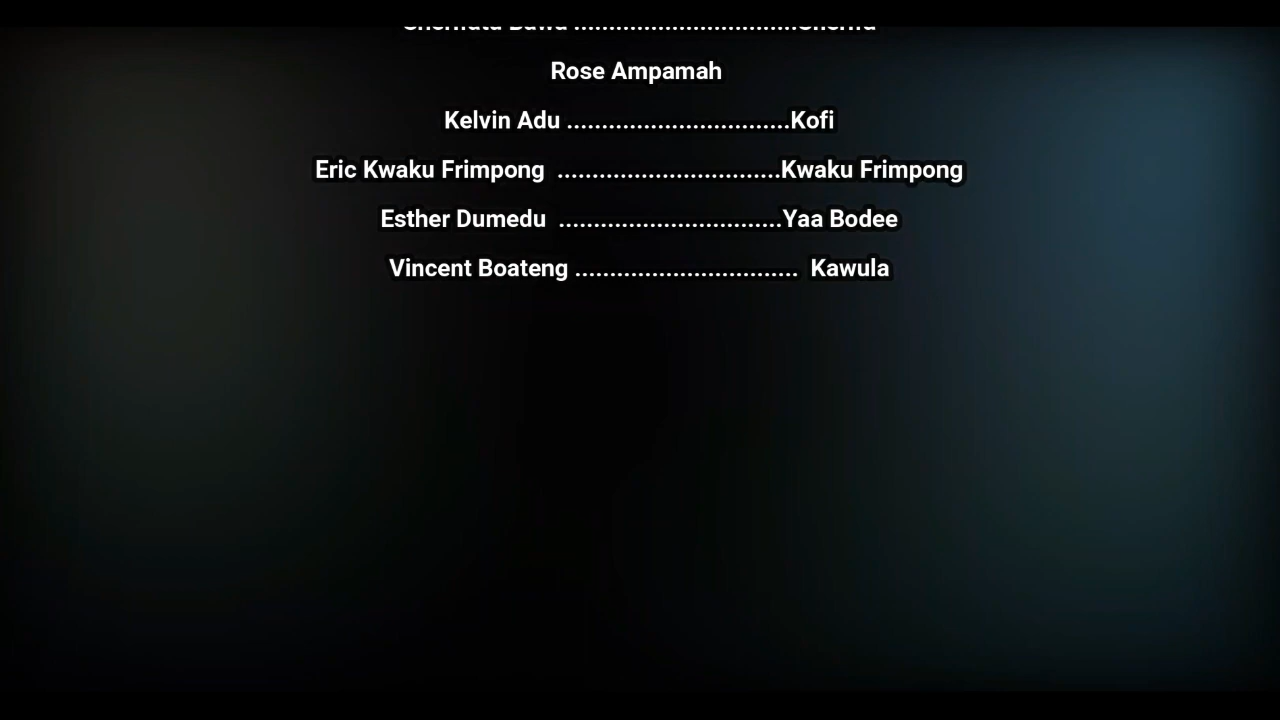 Rose Ampamah
Kelvin Adu ................................Kofi
Eric Kwaku Frimpong ................................Kwaku Frimpong
Esther Dumedu ................................Yaa Bodee
Vincent Boateng ................................ Kawula